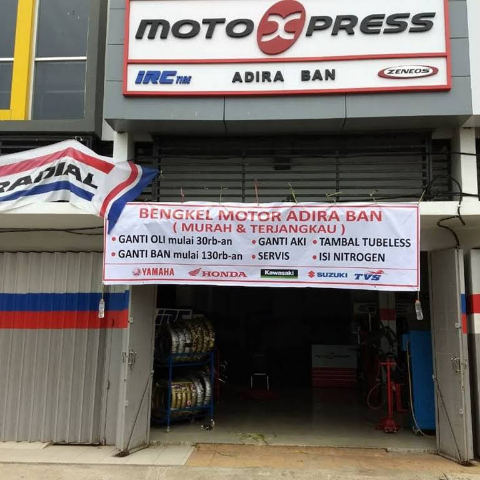 MOTO XPRESS
IRC TIRE ADIRA BAN ZENEOS
RADIAL
BENGKEL MOTOR ADIRA BAN
( MURAH & TERJANGKAU )
• GANTI OLI mulai 30rb-an • GANTI AKI • TAMBAL TUBELESS
• GANTI BAN mulai 130rb-an • SERVIS • ISI NITROGEN
YAMAHA HONDA Kawasaki SUZUKI TVS
IRC